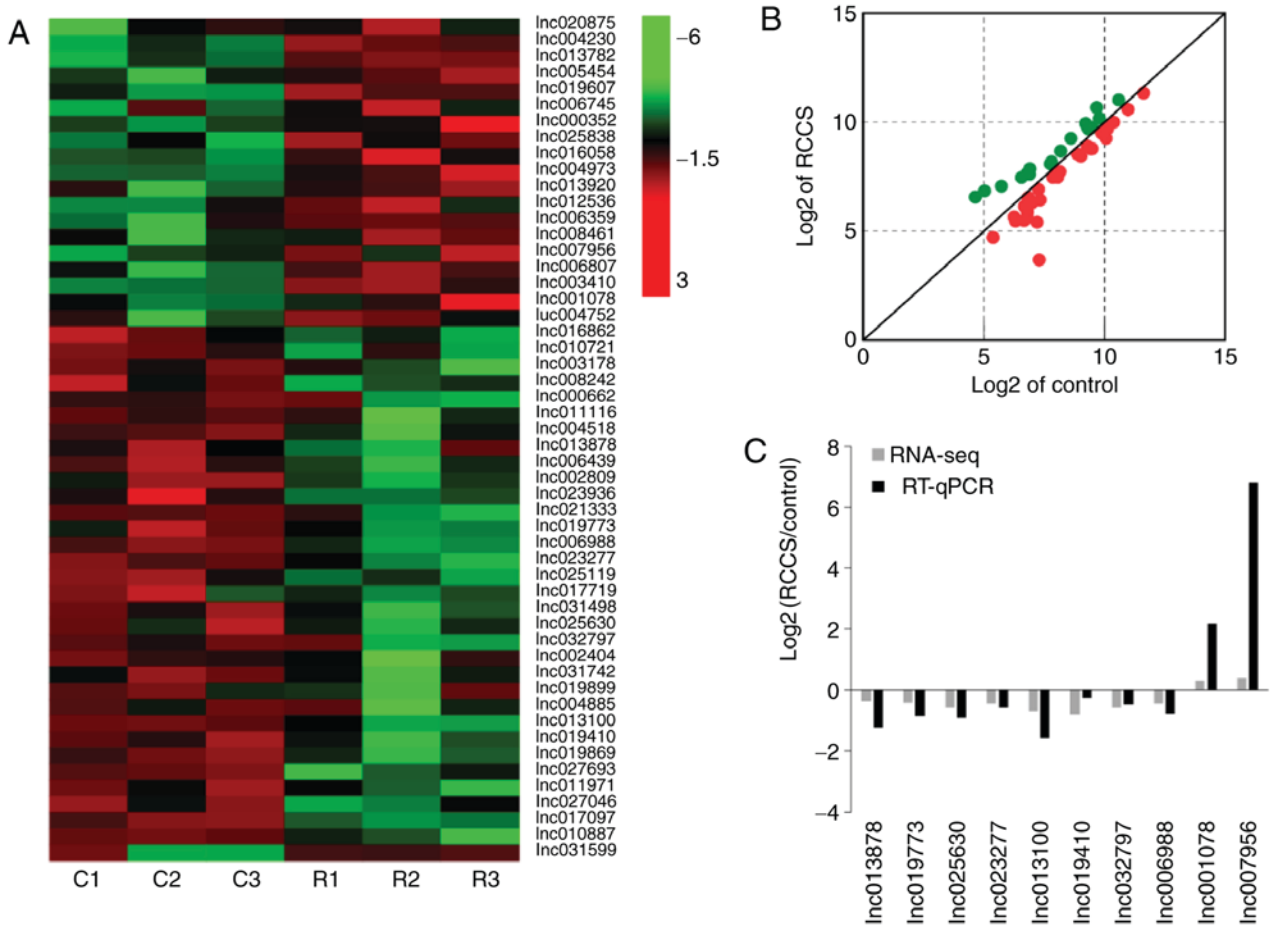 A
lnc020875
lnc004230
lnc013782
lnc005454
lnc019607
lnc006745
lnc000352
lnc025838
lnc016058
lnc004973
lnc013920
lnc012536
lnc006359
lnc008461
lnc007956
lnc006807
lnc003410
lnc001078
luc004752
lnc016862
lnc010721
lnc003178
lnc008242
lnc000662
lnc011116
lnc004518
lnc013878
lnc006439
lnc002809
lnc023936
lnc021333
lnc019773
lnc006988
lnc023277
lnc025119
lnc017719
lnc031498
lnc025630
lnc032797
lnc002404
lnc031742
lnc019899
lnc004885
lnc013100
lnc019410
lnc019869
lnc027693
lnc011971
lnc027046
lnc017097
lnc010887
lnc031599
C1 C2 C3 R1 R2 R3
−6
−1.5
3
B
Log2 of RCCS
15
10
5
0
0 5 10 15
Log2 of control
C
Log2 (RCCS/control)
8
6
4
2
0
−2
−4
RNA-seq
RT-qPCR
lnc013878
lnc019773
lnc025630
lnc023277
lnc013100
lnc019410
lnc032797
lnc006988
lnc001078
lnc007956